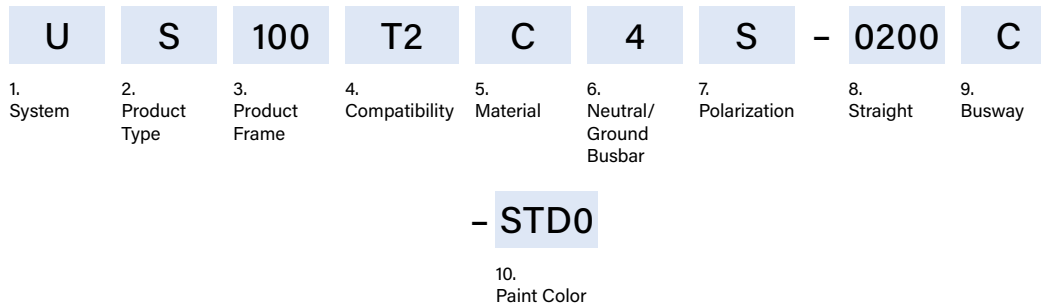 U S 100 T2 C 4 S – 0200 C
1. 2. 3. 4. 5. 6. 7. 8. 9.
System Product Product Compatibility Material Neutral/ Polarization Straight Busway
Type Frame Ground
Busbar
– STD0
10.
Paint Color